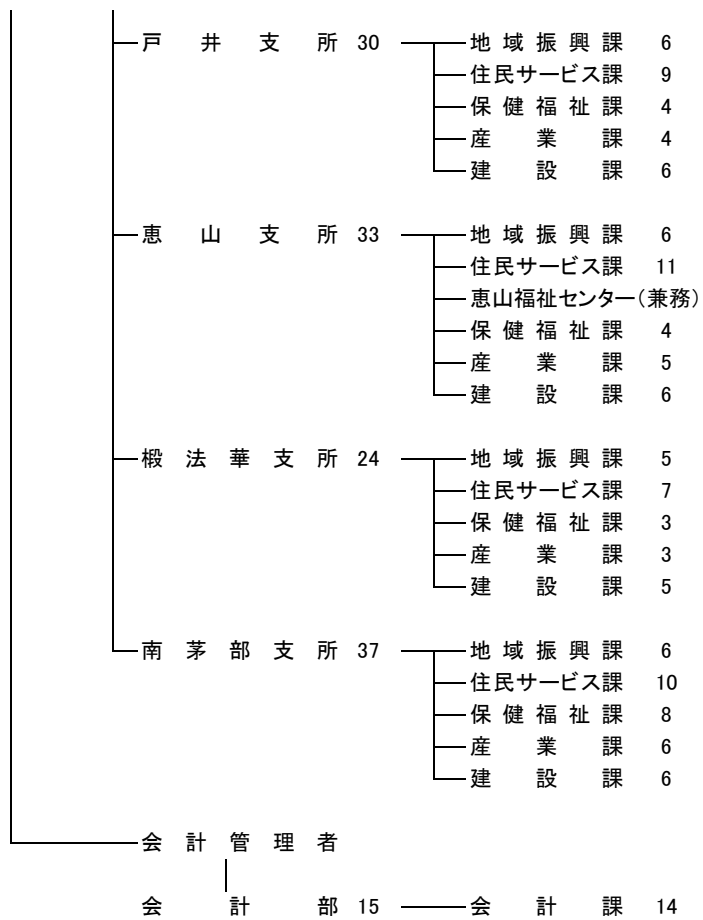 戸井支所 30 地域振興課 6
住民サービス課 9
保健福祉課 4
産業課 4
建設課 6
恵山支所 33 地域振興課 6
住民サービス課 11
恵山福祉センター(兼務)
保健福祉課 4
産業課 5
建設課 6
椴法華支所 24 地域振興課 5
住民サービス課 7
保健福祉課 3
産業課 3
建設課 5
南茅部支所 37 地域振興課 6
住民サービス課 10
保健福祉課 8
産業課 6
建設課 6
会計管理者
会計部 15 会計課 14